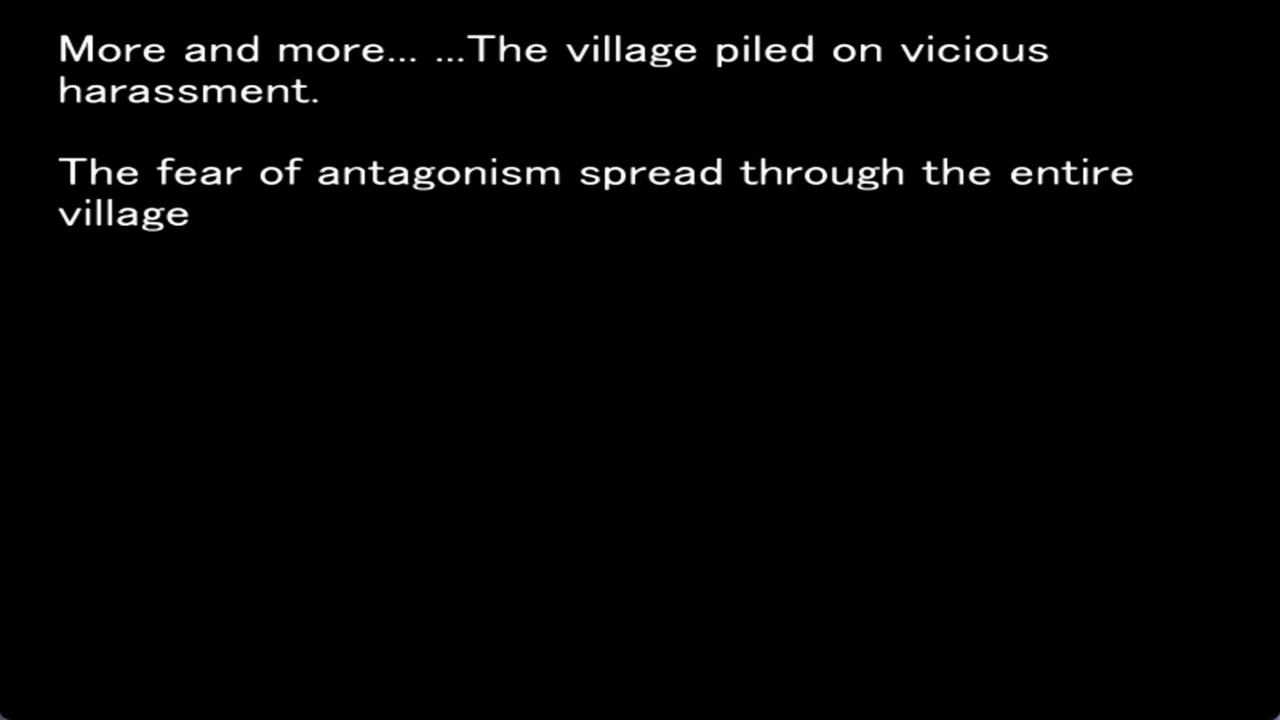 More and more... ...The village piled on vicious
harassment.
The fear of antagonism spread through the entire
village